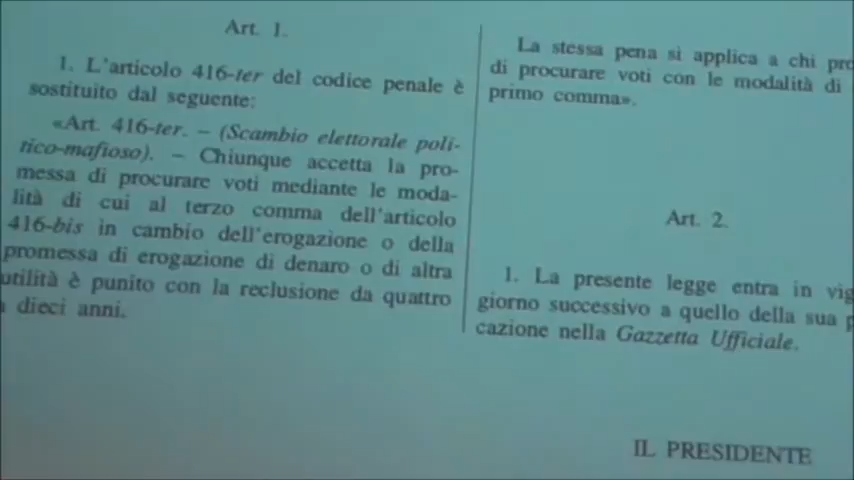 Art. 1.
1. L'articolo 416-ter del codice penale è
sostituito dal seguente:
«Art. 416-ter. – (Scambio elettorale poli-
tico-mafioso). – Chiunque accetta la pro-
messa di procurare voti mediante le moda-
lità di cui al terzo comma dell'articolo
416-bis in cambio dell'erogazione o della
promessa di erogazione di denaro o di altra
utilità è punito con la reclusione da quattro
dieci anni.
La stessa pena si applica a chi pro
di procurare voti con le modalità di
primo comma».
Art. 2.
1. La presente legge entra in vig
giorno successivo a quello della sua p
cazione nella Gazzetta Ufficiale.
IL PRESIDENTE